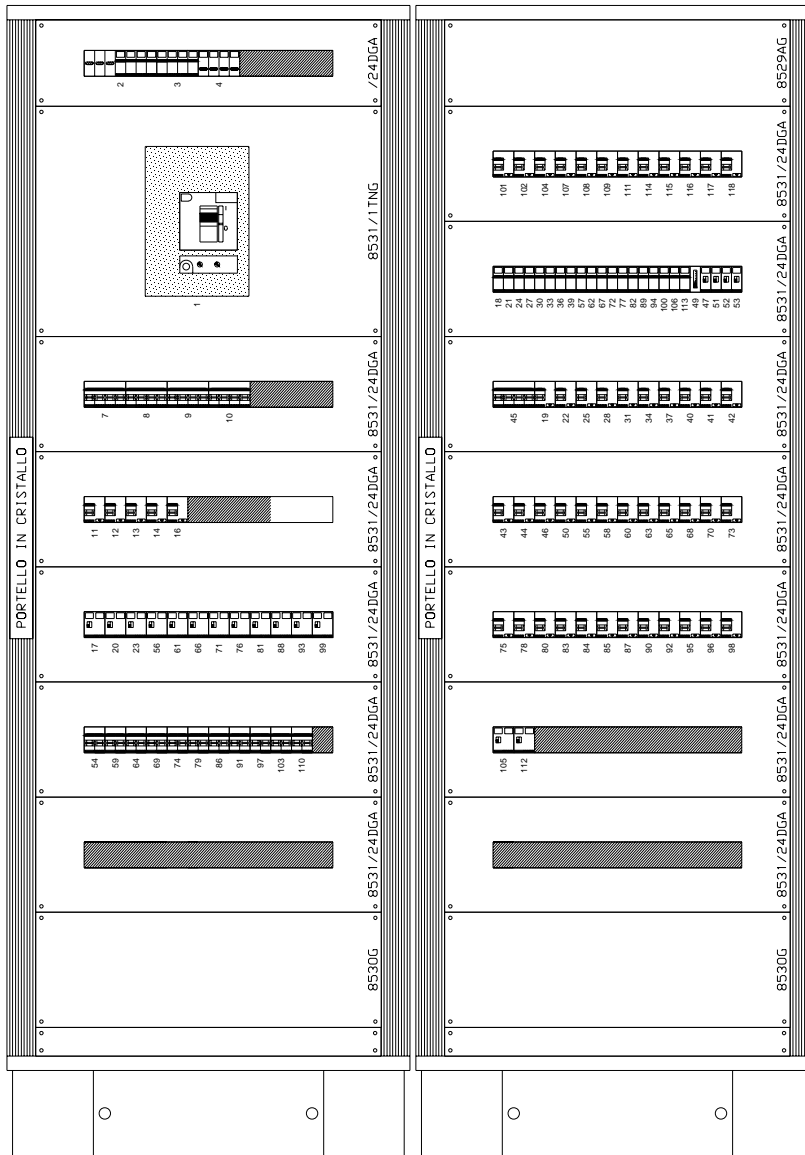 2 3 4
/24DGA
1
8531/1TNG
7 8 9 10
8531/24DGA
PORTELLO IN CRISTALLO
11 12 13 14 16
8531/24DGA
17 20 23 56 61 66 71 76 81 88 93 99
8531/24DGA
54 59 64 69 74 79 86 91 97 103 110
8531/24DGA
8531/24DGA
8530G
8529AG
101 102 104 107 108 109 111 114 115 116 117 118
8531/24DGA
18 21 24 27 30 33 36 39 57 62 67 72 77 82 89 94 100 106 113 49 47 51 52 53
8531/24DGA
45 19 22 25 28 31 34 37 40 41 42
8531/24DGA
PORTELLO IN CRISTALLO
43 44 46 50 55 58 60 63 65 68 70 73
8531/24DGA
75 78 80 83 84 85 87 90 92 95 96 98
8531/24DGA
105 112
8531/24DGA
8531/24DGA
8530G